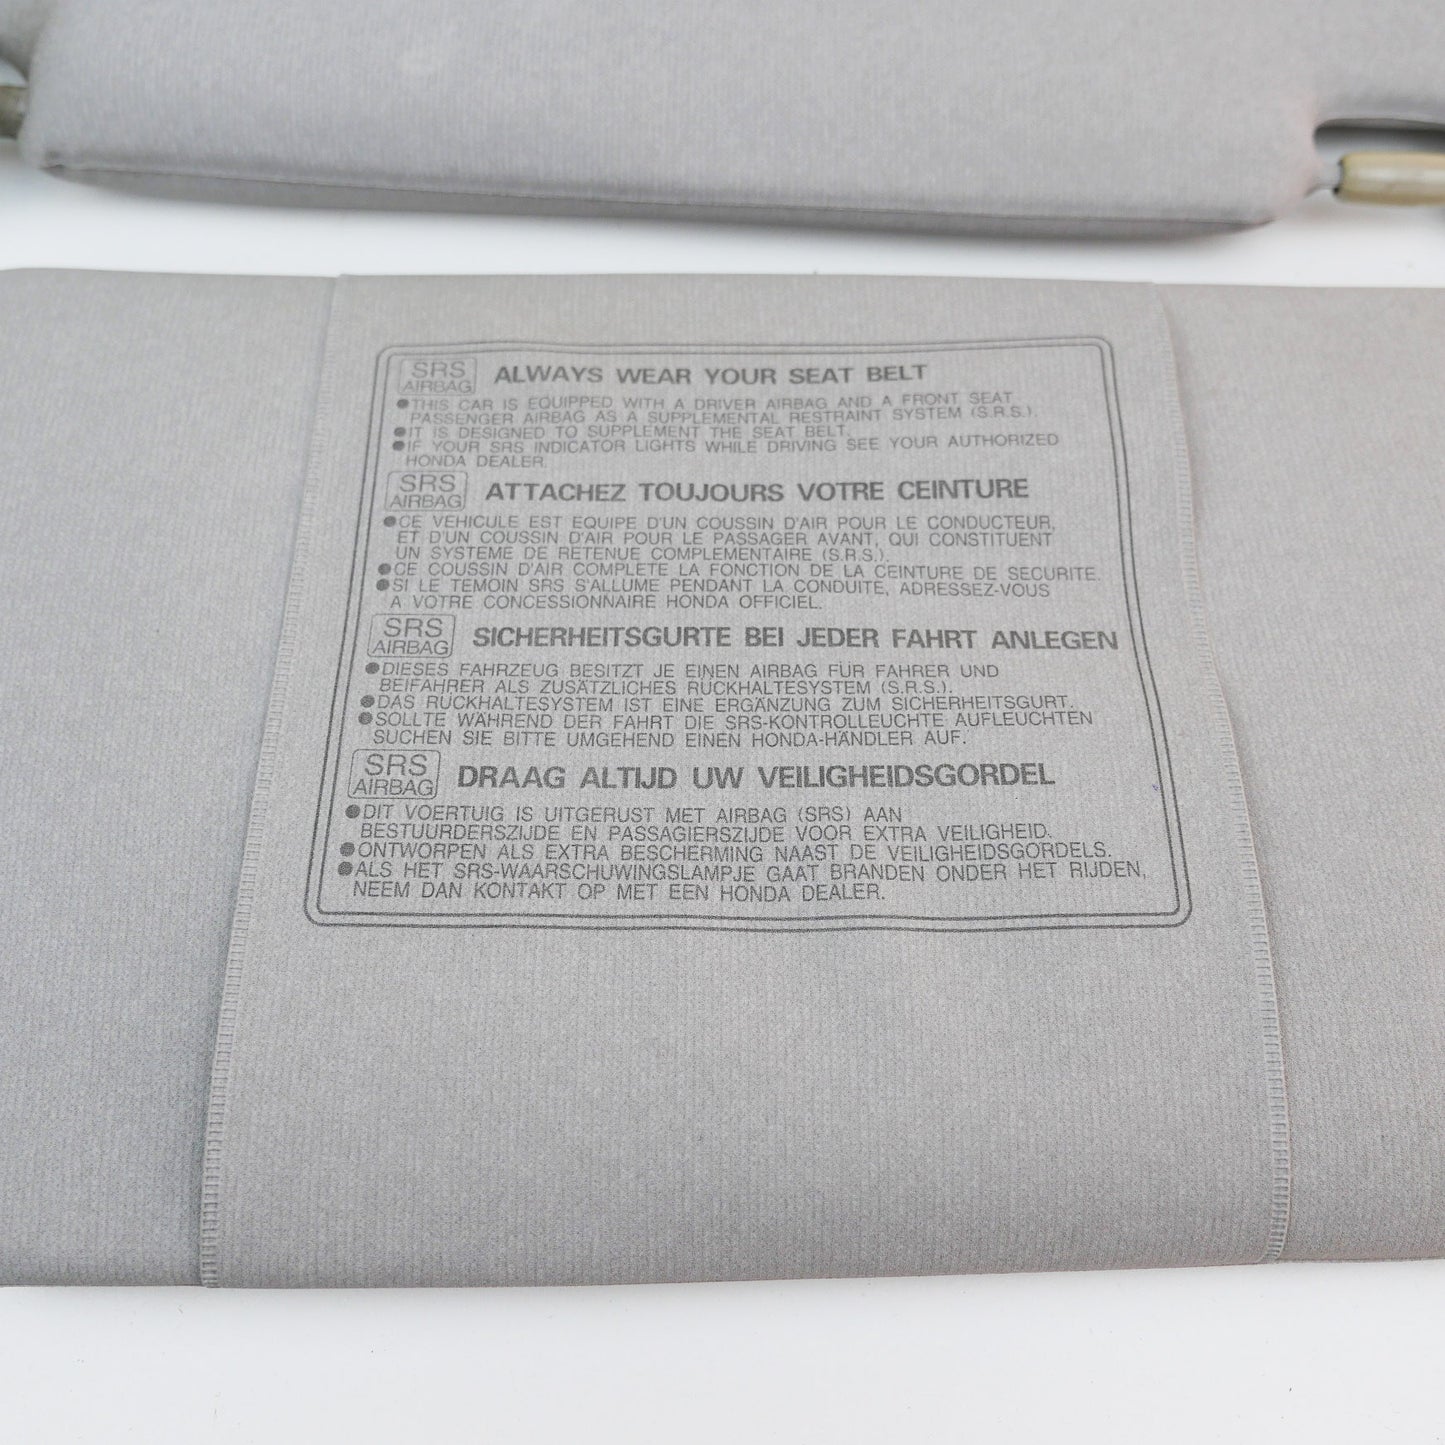 SRS
AIRBAG
ALWAYS WEAR YOUR SEAT BELT
●THIS CAR IS EQUIPPED WITH A DRIVER AIRBAG AND A FRONT SEAT
PASSENGER AIRBAG AS A SUPPLEMENTAL RESTRAINT SYSTEM (S.R.S.).
●IT IS DESIGNED TO SUPPLEMENT THE SEAT BELT.
●IF YOUR SRS INDICATOR LIGHTS WHILE DRIVING SEE YOUR AUTHORIZED
HONDA DEALER.
SRS
AIRBAG
ATTACHEZ TOUJOURS VOTRE CEINTURE
●CE VEHICULE EST EQUIPE D'UN COUSSIN D'AIR POUR LE CONDUCTEUR,
ET D'UN COUSSIN D'AIR POUR LE PASSAGER AVANT, QUI CONSTITUENT
UN SYSTEME DE RETENUE COMPLEMENTAIRE (S.R.S.).
●CE COUSSIN D'AIR COMPLETE LA FONCTION DE LA CEINTURE DE SECURITE.
●SI LE TEMOIN SRS S'ALLUME PENDANT LA CONDUITE, ADRESSEZ-VOUS
A VOTRE CONCESSIONNAIRE HONDA OFFICIEL.
SRS
AIRBAG
SICHERHEITSGURTE BEI JEDER FAHRT ANLEGEN
●DIESES FAHRZEUG BESITZT JE EINEN AIRBAG FÜR FAHRER UND
BEIFAHRER ALS ZUSÄTZLICHES RÜCKHALTESYSTEM (S.R.S.).
●DAS RÜCKHALTESYSTEM IST EINE ERGÄNZUNG ZUM SICHERHEITSGURT.
●SOLLTE WÄHREND DER FAHRT DIE SRS-KONTROLLEUCHTE AUFLEUCHTEN
SUCHEN SIE BITTE UMGEHEND EINEN HONDA-HÄNDLER AUF.
SRS
AIRBAG
DRAAG ALTIJD UW VEILIGHEIDSGORDEL
●DIT VOERTUIG IS UITGERUST MET AIRBAG (SRS) AAN
BESTUURDERSZIJDE EN PASSAGIERSZIJDE VOOR EXTRA VEILIGHEID.
●ONTWORPEN ALS EXTRA BESCHERMING NAAST DE VEILIGHEIDSGORDELS.
●ALS HET SRS-WAARSCHUWINGSLAMPJE GAAT BRANDEN ONDER HET RIJDEN,
NEEM DAN KONTAKT OP MET EEN HONDA DEALER.